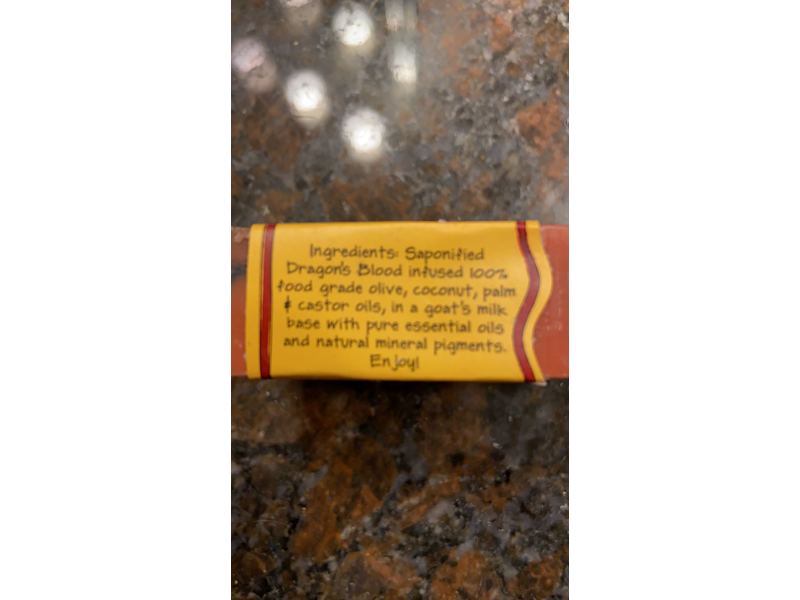 Ingredients: Saponified
Dragon's Blood infused 100%
food grade olive, coconut, palm
& castor oils, in a goat's milk
base with pure essential oils
and natural mineral pigments.
Enjoy!